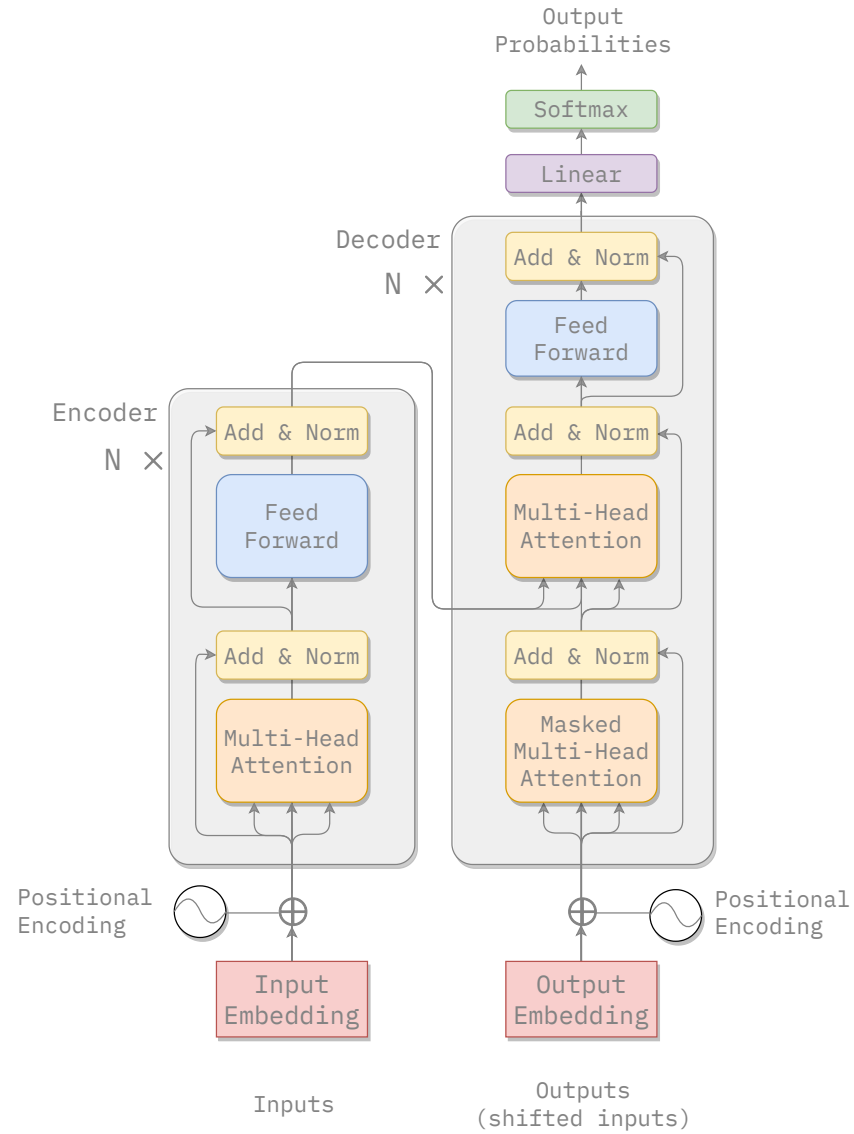 Output
Probabilities
Softmax
Linear
Decoder
N ×
Add & Norm
Feed
Forward
Add & Norm
Multi-Head
Attention
Add & Norm
Masked
Multi-Head
Attention
Encoder
N ×
Add & Norm
Feed
Forward
Add & Norm
Multi-Head
Attention
Positional
Encoding
Positional
Encoding
Input
Embedding
Output
Embedding
Inputs
Outputs
(shifted inputs)